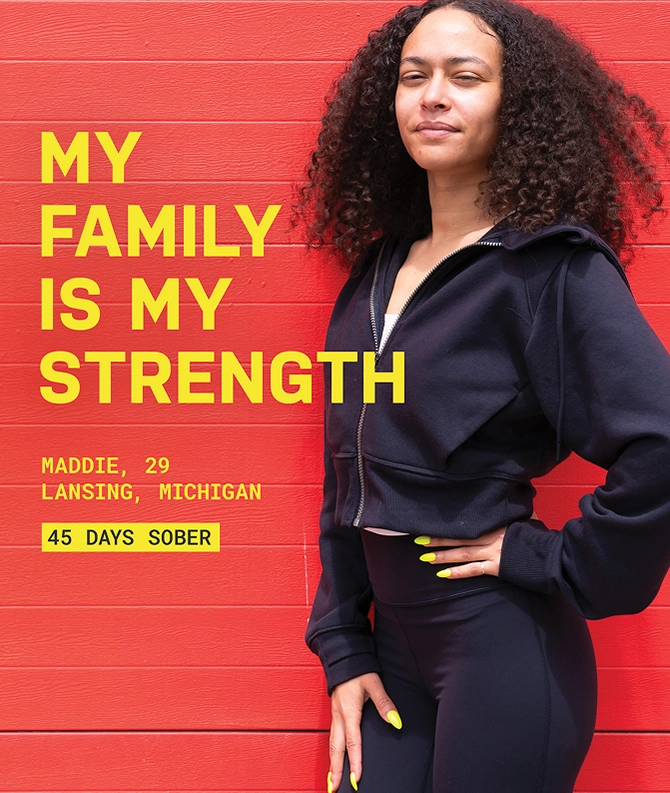 MY
FAMILY
IS MY
STRENGTH
MADDIE, 29
LANSING, MICHIGAN
45 DAYS SOBER